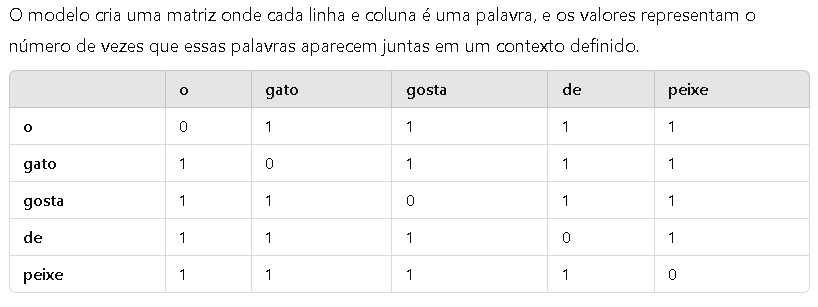 O modelo cria uma matriz onde cada linha e coluna é uma palavra, e os valores representam o
número de vezes que essas palavras aparecem juntas em um contexto definido.
o gato gosta de peixe
o 0 1 1 1 1
gato 1 0 1 1 1
gosta 1 1 0 1 1
de 1 1 1 0 1
peixe 1 1 1 1 0